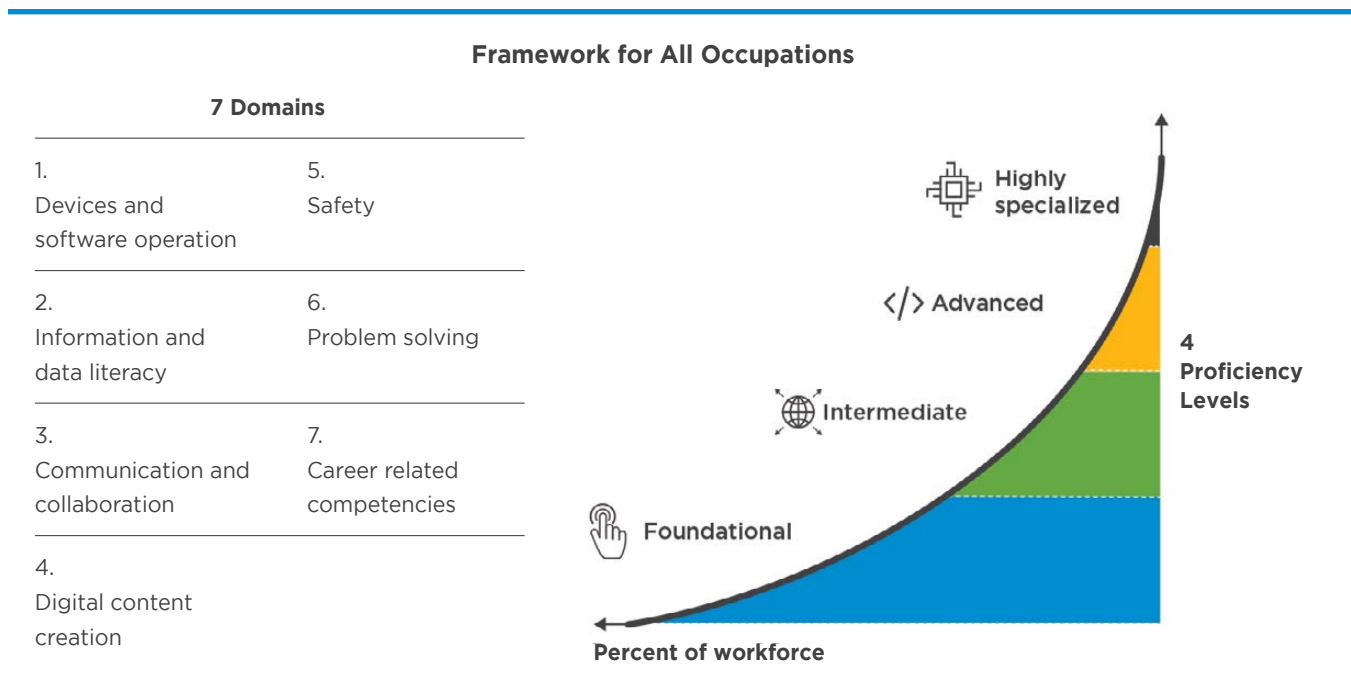 Framework for All Occupations
7 Domains
1.
Devices and
software operation
5.
Safety
2.
Information and
data literacy
6.
Problem solving
3.
Communication and
collaboration
7.
Career related
competencies
4.
Digital content
creation
Highly
specialized
</> Advanced
Intermediate
Foundational
4
Proficiency
Levels
Percent of workforce